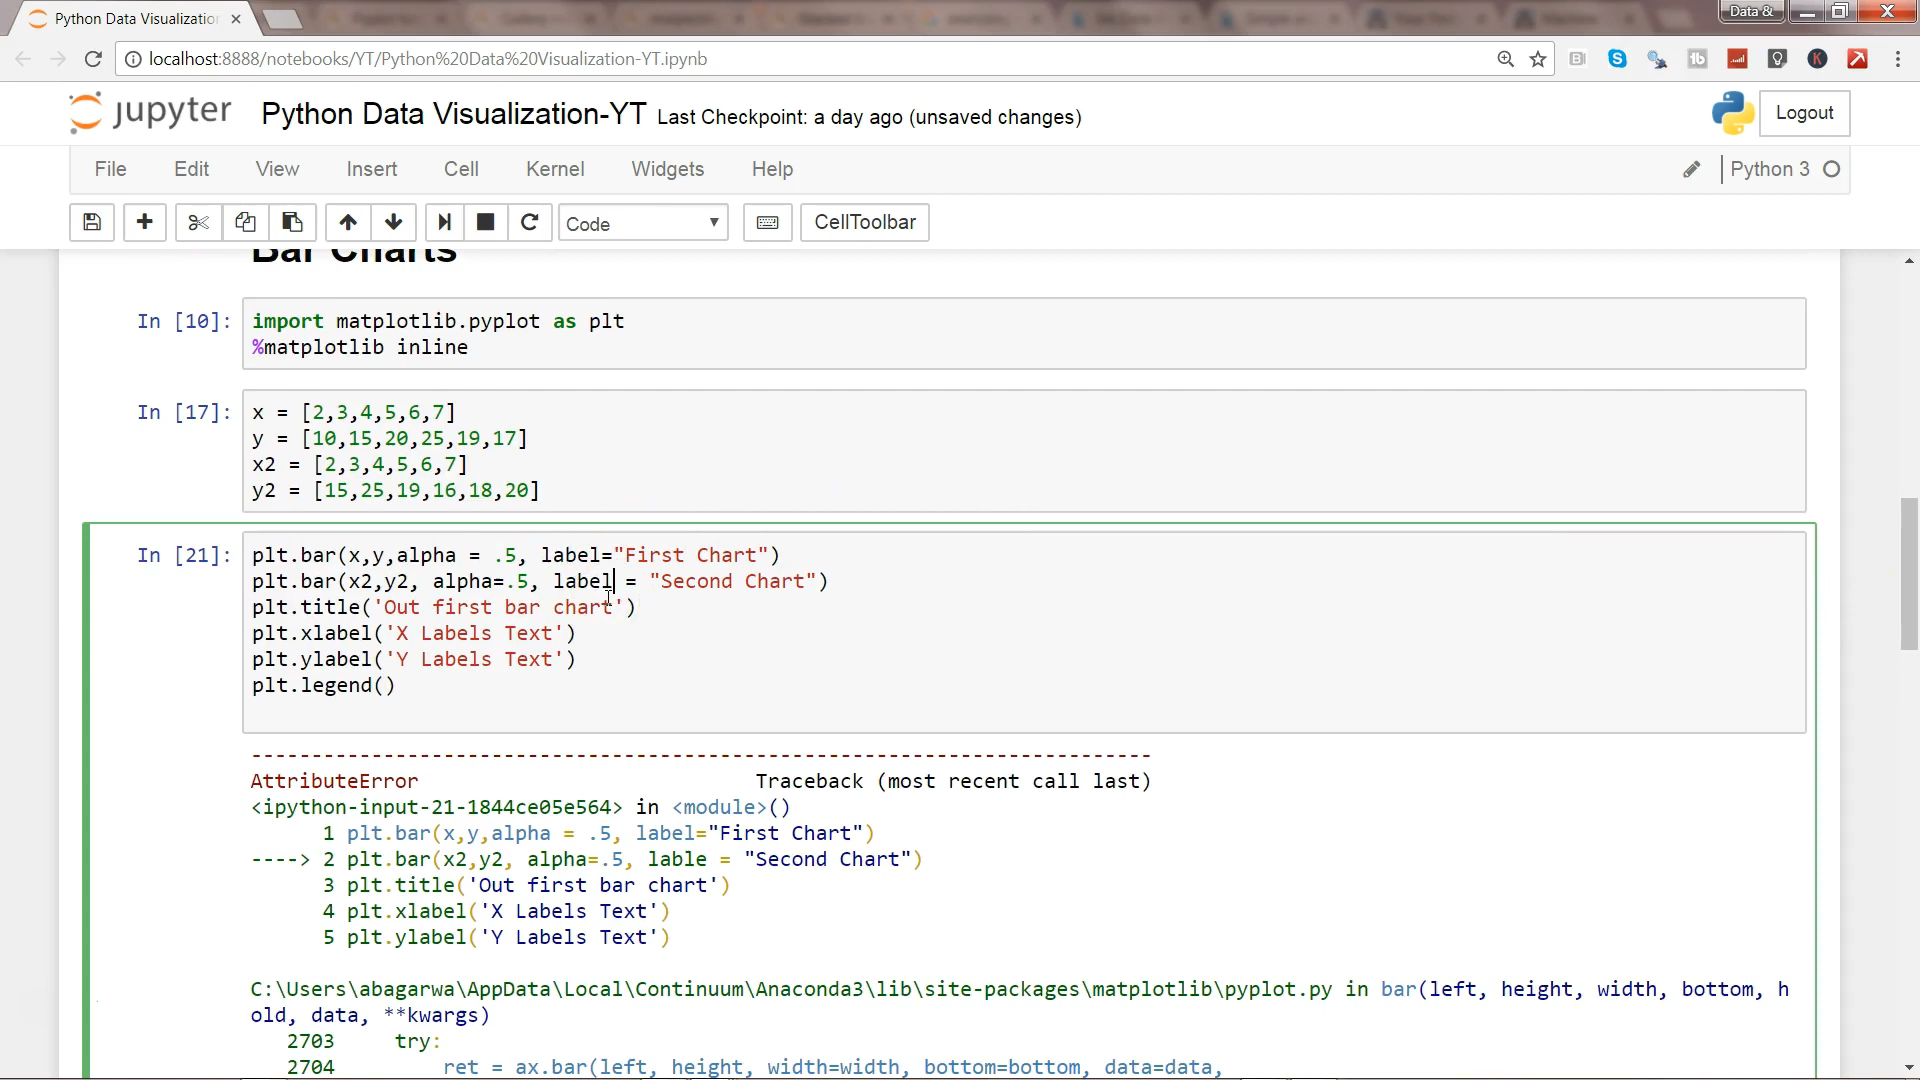 Python Data Visualization
Data &
localhost:8888/notebooks/YT/Python%20Data%20Visualization-YT.ipynb
jupyter Python Data Visualization-YT Last Checkpoint: a day ago (unsaved changes)
Logout
File Edit View Insert Cell Kernel Widgets Help
Python 3
Code
CellToolbar
Bar Charts
In [10]: import matplotlib.pyplot as plt
%matplotlib inline
In [17]: x = [2,3,4,5,6,7]
y = [10,15,20,25,19,17]
x2 = [2,3,4,5,6,7]
y2 = [15,25,19,16,18,20]
In [21]: plt.bar(x,y,alpha = .5, label="First Chart")
plt.bar(x2,y2, alpha=.5, label = "Second Chart")
plt.title('Out first bar chart')
plt.xlabel('X Labels Text')
plt.ylabel('Y Labels Text')
plt.legend()
---------------------------------------------------------------------------
AttributeError Traceback (most recent call last)
<ipython-input-21-1844ce05e564> in <module>()
1 plt.bar(x,y,alpha = .5, label="First Chart")
----> 2 plt.bar(x2,y2, alpha=.5, lable = "Second Chart")
3 plt.title('Out first bar chart')
4 plt.xlabel('X Labels Text')
5 plt.ylabel('Y Labels Text')
C:\Users\abagarwa\AppData\Local\Continuum\Anaconda3\lib\site-packages\matplotlib\pyplot.py in bar(left, height, width, bottom, h
old, data, **kwargs)
2703 try:
2704 ret = ax.bar(left, height, width=width, bottom=bottom, data=data,